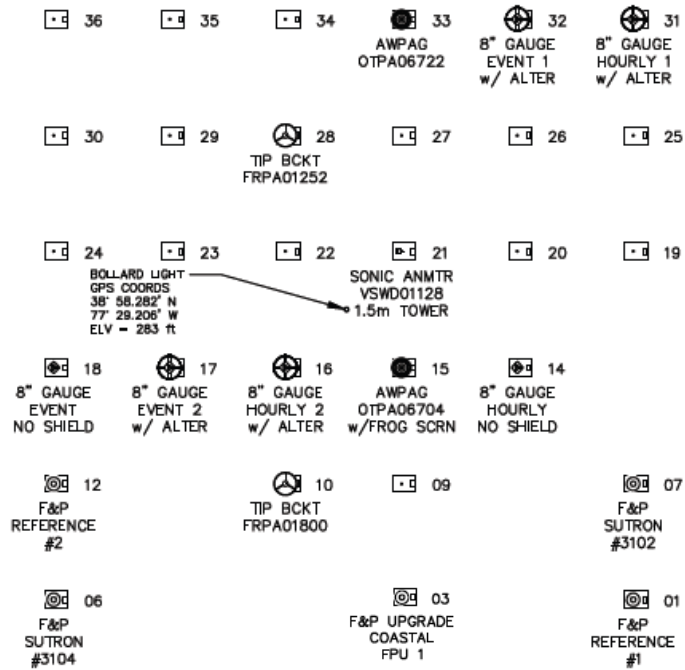 36 35 34 33 32 31
AWPAG
OTPA06722
8" GAUGE
EVENT 1
w/ ALTER
8" GAUGE
HOURLY 1
w/ ALTER
30 29 28 27 26 25
TIP BCKT
FRPA01252
24 23 22 21 20 19
BOLLARD LIGHT
GPS COORDS
38° 58.282' N
77° 29.206' W
ELV = 283 ft
SONIC ANMTR
VSWD01128
1.5m TOWER
18 17 16 15 14
8" GAUGE
EVENT
NO SHIELD
8" GAUGE
EVENT 2
w/ ALTER
8" GAUGE
HOURLY 2
w/ ALTER
AWPAG
OTPA06704
w/FROG SCRN
8" GAUGE
HOURLY
NO SHIELD
12 10 09 07
F&P
REFERENCE
#2
TIP BCKT
FRPA01800
F&P
SUTRON
#3102
06 03 01
F&P
SUTRON
#3104
F&P UPGRADE
COASTAL
FPU 1
F&P
REFERENCE
#1